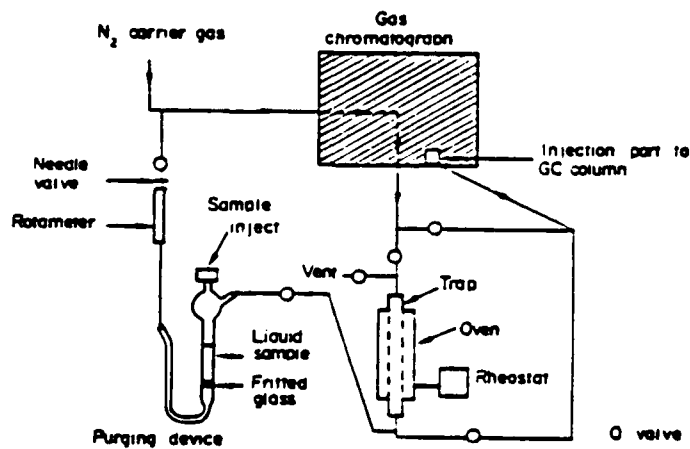 Gas
chromatograph
N2 carrier gas
Injection part to
GC column
Needle
valve
Rotameter
Sample
inject
Vent
Trap
Oven
Rheostat
Liquid
sample
Fritted
glass
Purging device
O valve